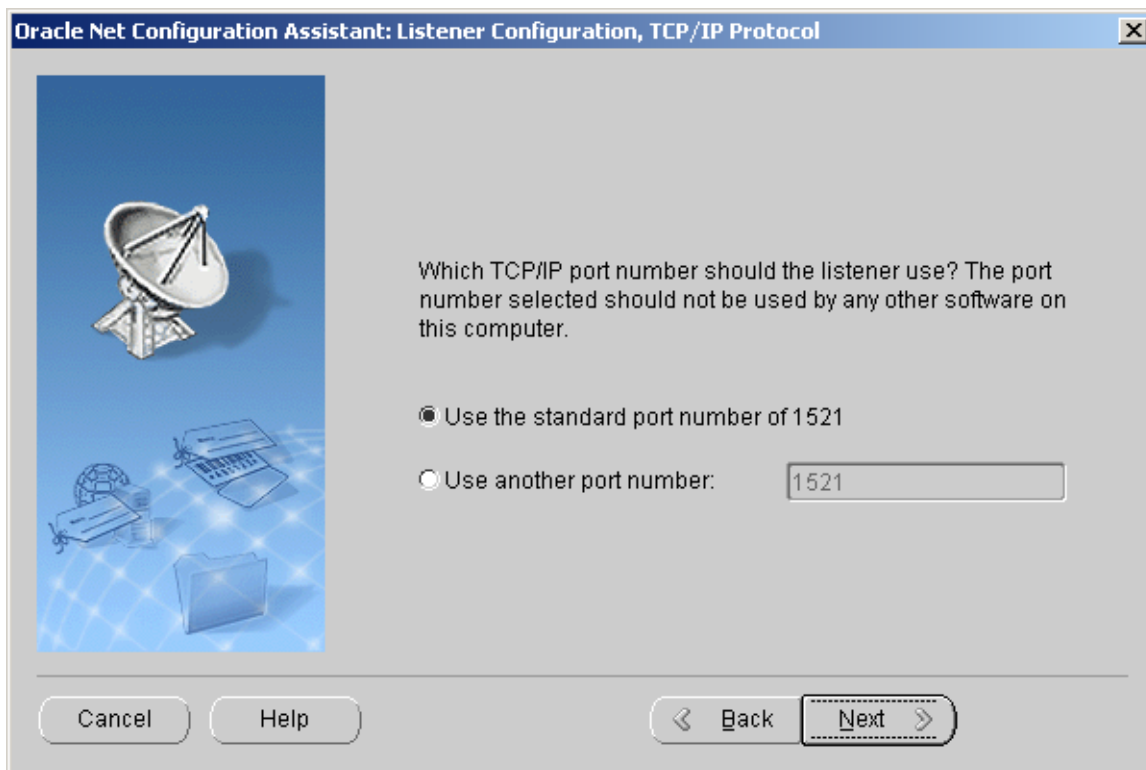 Oracle Net Configuration Assistant: Listener Configuration, TCP/IP Protocol
Which TCP/IP port number should the listener use? The port
number selected should not be used by any other software on
this computer.
Use the standard port number of 1521
Use another port number: 1521
Cancel Help Back Next